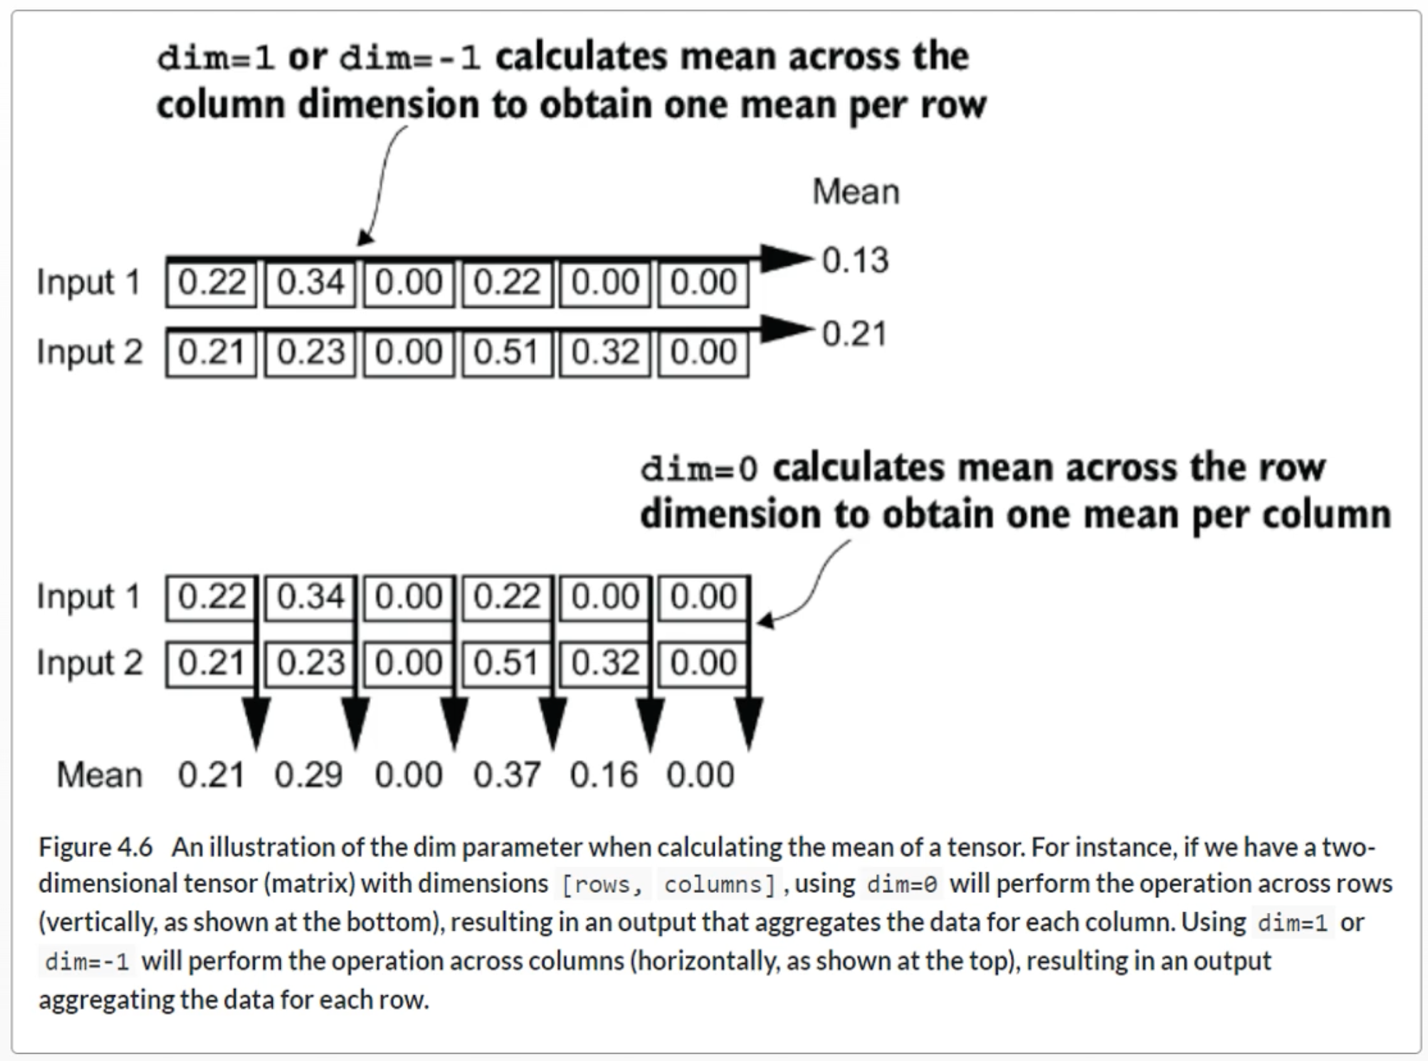 dim=1 or dim=-1 calculates mean across the
column dimension to obtain one mean per row
Mean
Input 1 0.22 0.34 0.00 0.22 0.00 0.00 0.13
Input 2 0.21 0.23 0.00 0.51 0.32 0.00 0.21
dim=0 calculates mean across the row
dimension to obtain one mean per column
Input 1 0.22 0.34 0.00 0.22 0.00 0.00
Input 2 0.21 0.23 0.00 0.51 0.32 0.00
Mean 0.21 0.29 0.00 0.37 0.16 0.00
Figure 4.6 An illustration of the dim parameter when calculating the mean of a tensor. For instance, if we have a two-
dimensional tensor (matrix) with dimensions [rows, columns], using dim=0 will perform the operation across rows
(vertically, as shown at the bottom), resulting in an output that aggregates the data for each column. Using dim=1 or
dim=-1 will perform the operation across columns (horizontally, as shown at the top), resulting in an output
aggregating the data for each row.